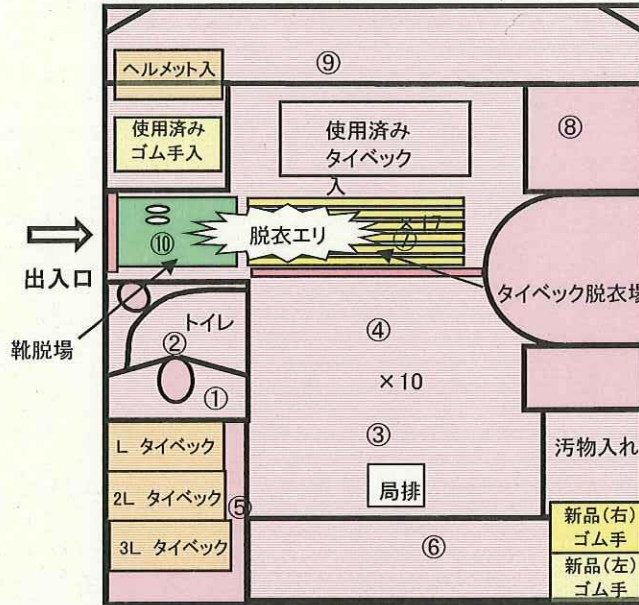 ヘルメット入
⑨
使用済み
ゴム手入
使用済み
タイベック
入
⑧
出入口
⑩
脱衣エリ
⑦
17
タイベック脱衣場
靴脱場
トイレ
②
①
④
×10
③
局排
L タイベック
2L タイベック
3L タイベック
⑤
⑥
汚物入れ
新品(右)
ゴム手
新品(左)
ゴム手